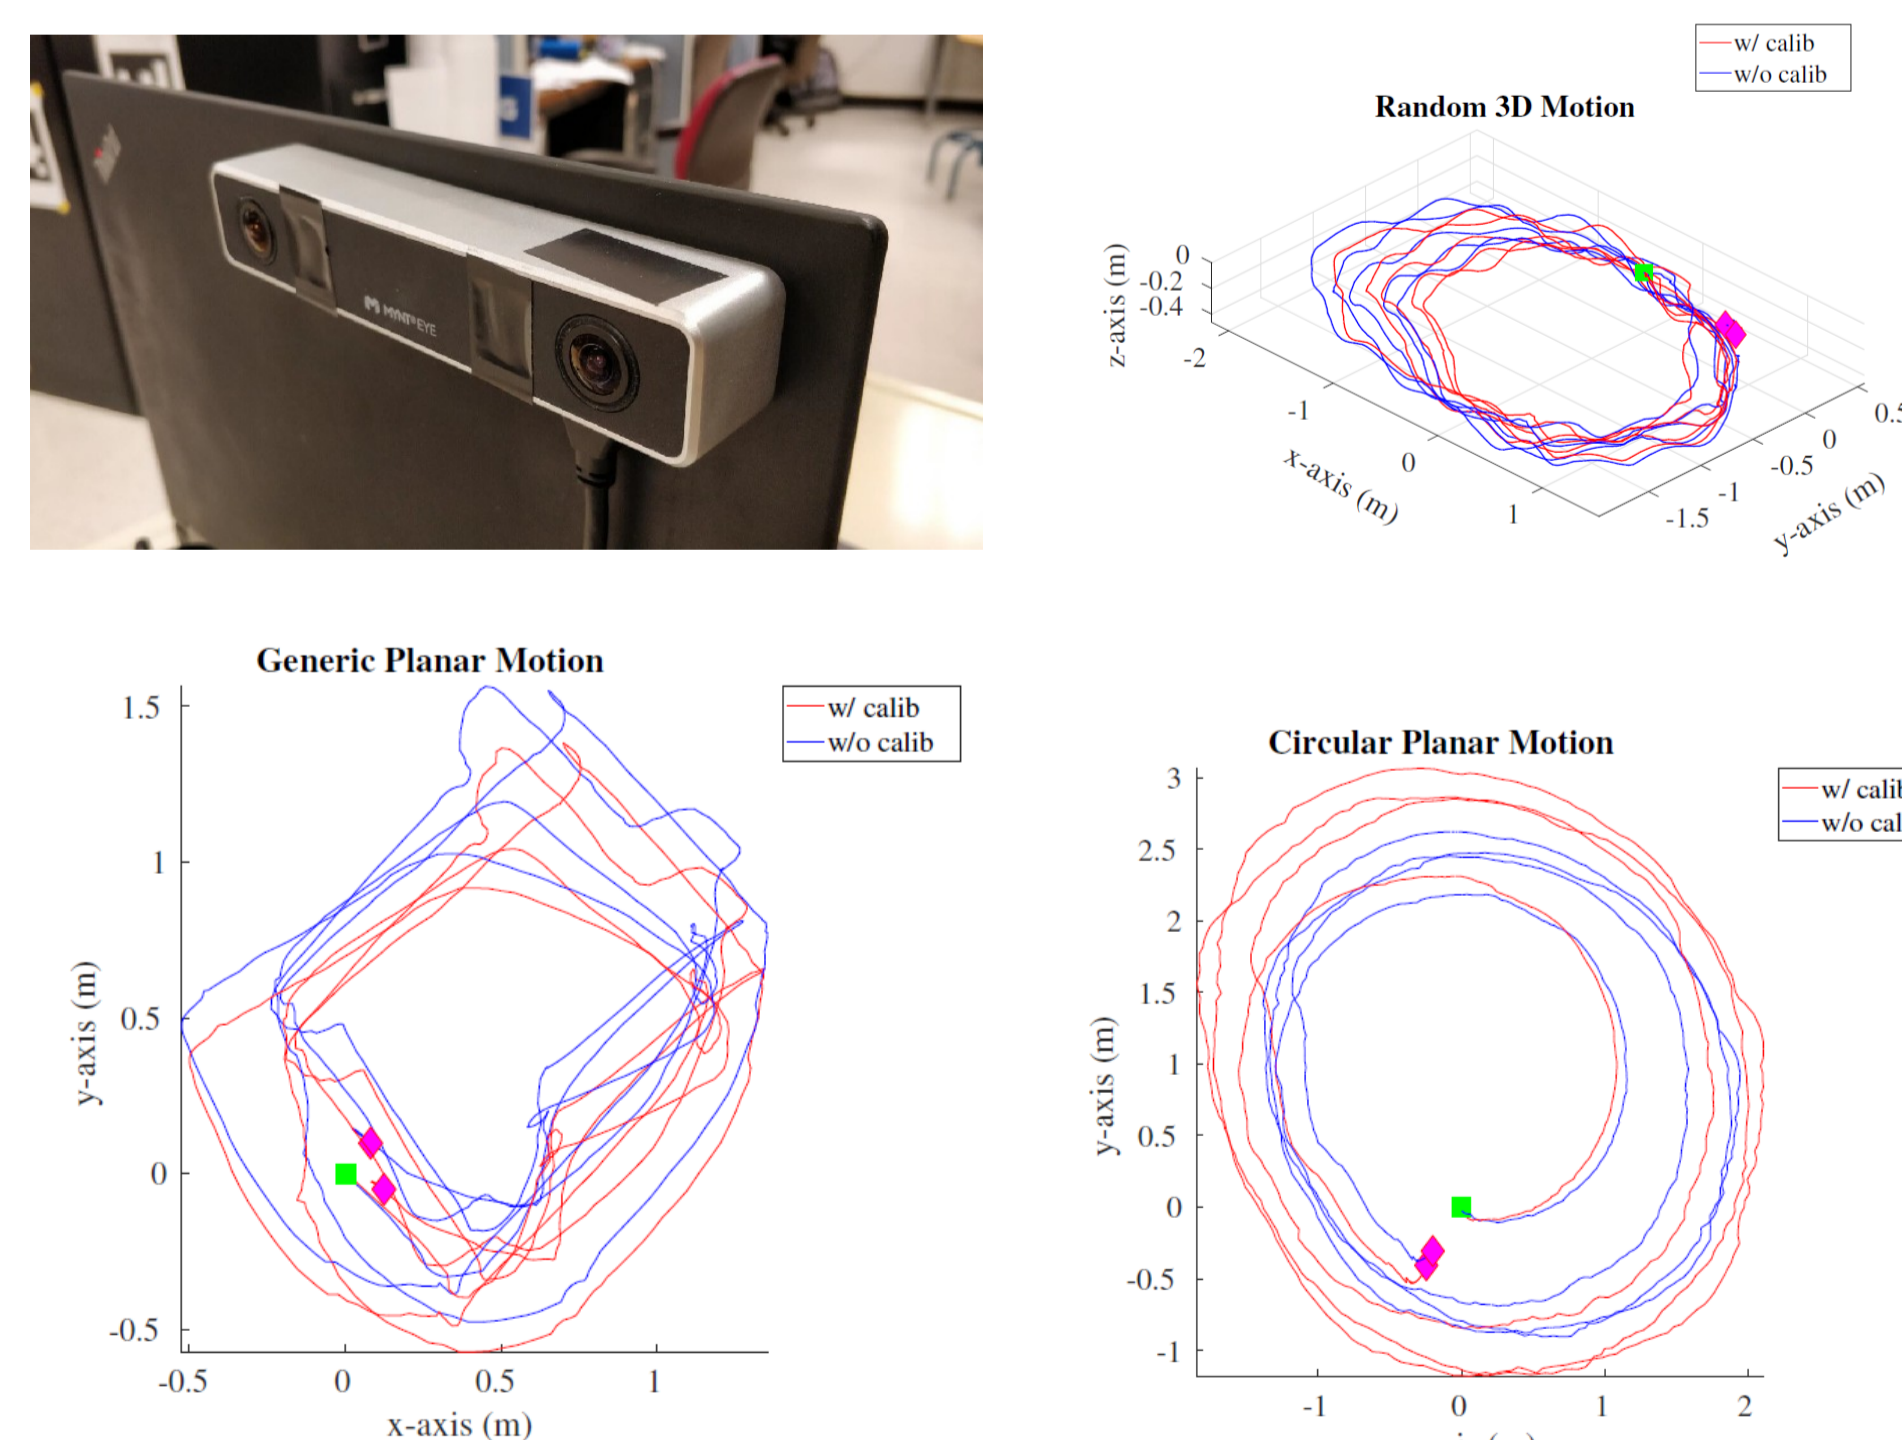 MYNT EYE
w/ calib
w/o calib
Random 3D Motion
0
-0.2
-0.4
z-axis (m)
-2
-1
0
1
x-axis (m)
-1.5
-1
-0.5
0
0.5
y-axis (m)
Generic Planar Motion
w/ calib
w/o calib
1.5
1
0.5
0
-0.5
y-axis (m)
-0.5
0
0.5
1
x-axis (m)
Circular Planar Motion
w/ calib
w/o cal
3
2.5
2
1.5
1
0.5
0
-0.5
-1
y-axis (m)
-1
0
1
2